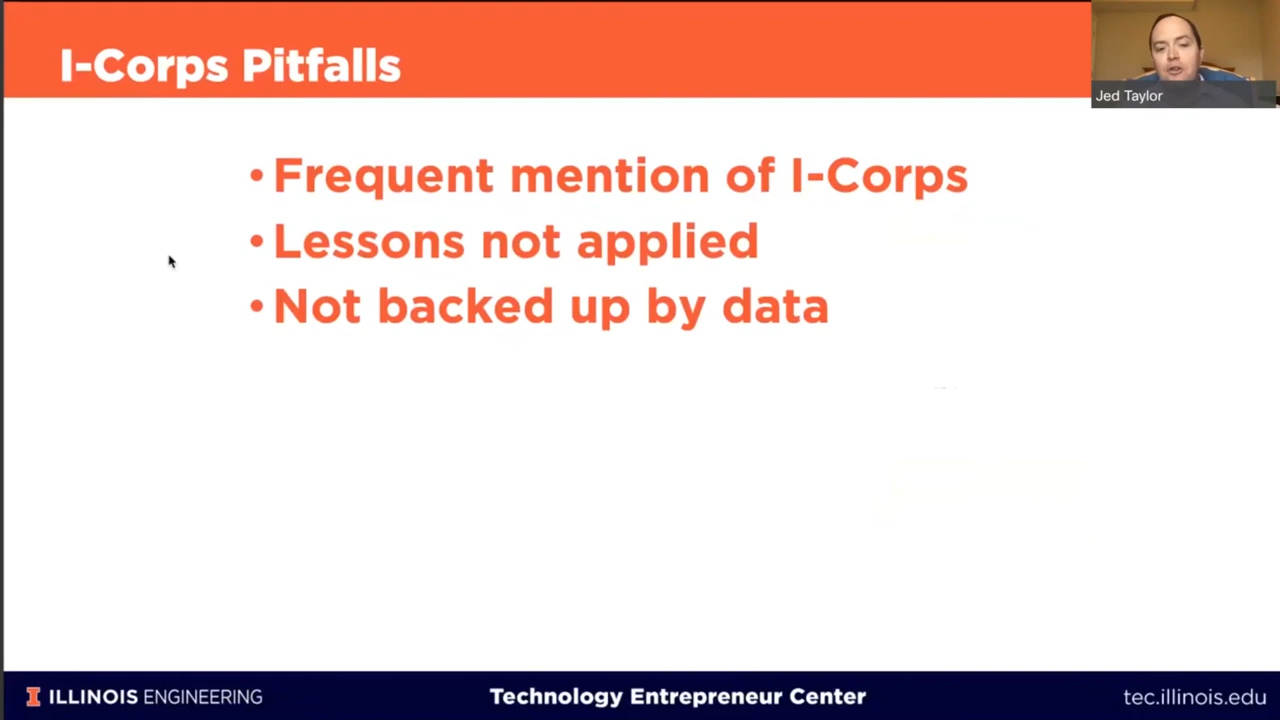 I-Corps Pitfalls
Jed Taylor
• Frequent mention of I-Corps
• Lessons not applied
• Not backed up by data
I ILLINOIS ENGINEERING
Technology Entrepreneur Center
tec.illinois.edu